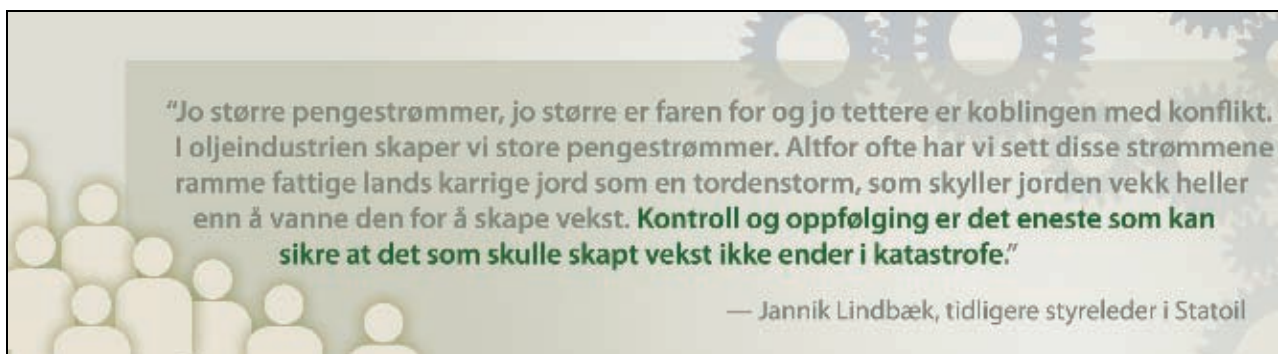 “Jo større pengestrømmer, jo større er faren for og jo tettere er koblingen med konflikt.
I oljeindustrien skaper vi store pengestrømmer. Altfor ofte har vi sett disse strømmene
ramme fattige lands karrige jord som en tordenstorm, som skyller jorden vekk heller
enn å vanne den for å skape vekst. Kontroll og oppfølging er det eneste som kan
sikre at det som skulle skapt vekst ikke ender i katastrofe.”
— Jannik Lindbæk, tidligere styreleder i Statoil